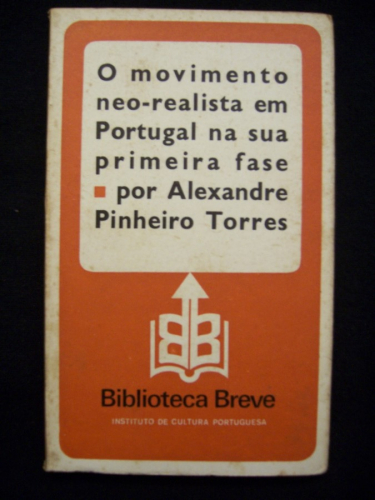 O movimento
neo-realista em
Portugal na sua
primeira fase
▪ por Alexandre
Pinheiro Torres
BB
Biblioteca Breve
INSTITUTO DE CULTURA PORTUGUESA